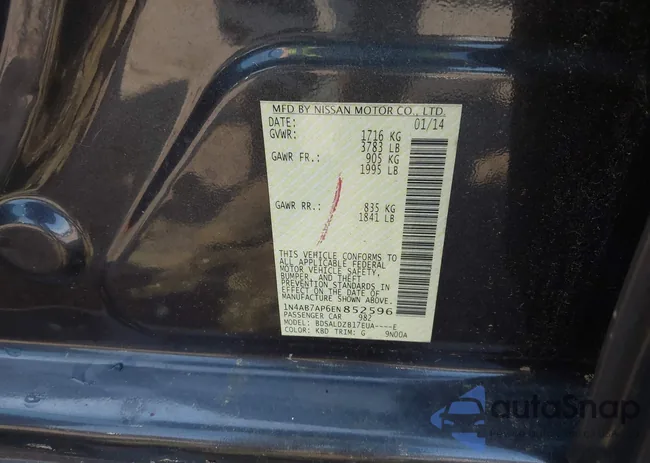 MFD BY NISSAN MOTOR CO., LTD.
DATE: 01/14
GVWR: 1716 KG
3783 LB
GAWR FR.: 905 KG
1995 LB
GAWR RR.: 835 KG
1841 LB
THIS VEHICLE CONFORMS TO
ALL APPLICABLE FEDERAL
MOTOR VEHICLE SAFETY,
BUMPER, AND THEFT
PREVENTION STANDARDS IN
EFFECT ON THE DATE OF
MANUFACTURE SHOWN ABOVE.
1N4AB7AP6EN852596
PASSENGER CAR 982
MODEL: BDSALDZB17EUA----E
COLOR: KBD TRIM: G 9N00A
autoSnap